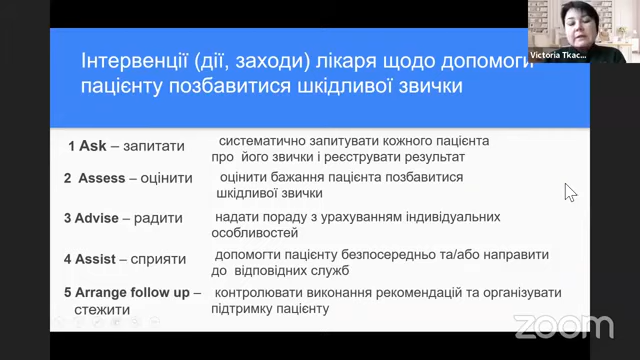 Інтервенції (дії, заходи) лікаря щодо допомоги
пацієнту позбавитися шкідливої звички
1 Ask – запитати
систематично запитувати кожного пацієнта
про його звички і реєструвати результат
2 Assess – оцінити
оцінити бажання пацієнта позбавитися
шкідливої звички
3 Advise – радити
надати пораду з урахуванням індивідуальних
особливостей
4 Assist – сприяти
допомогти пацієнту безпосередньо та/або направити
до відповідних служб
5 Arrange follow up –
стежити
контролювати виконання рекомендацій та організувати
підтримку пацієнту
Victoria Tkac...
zoom